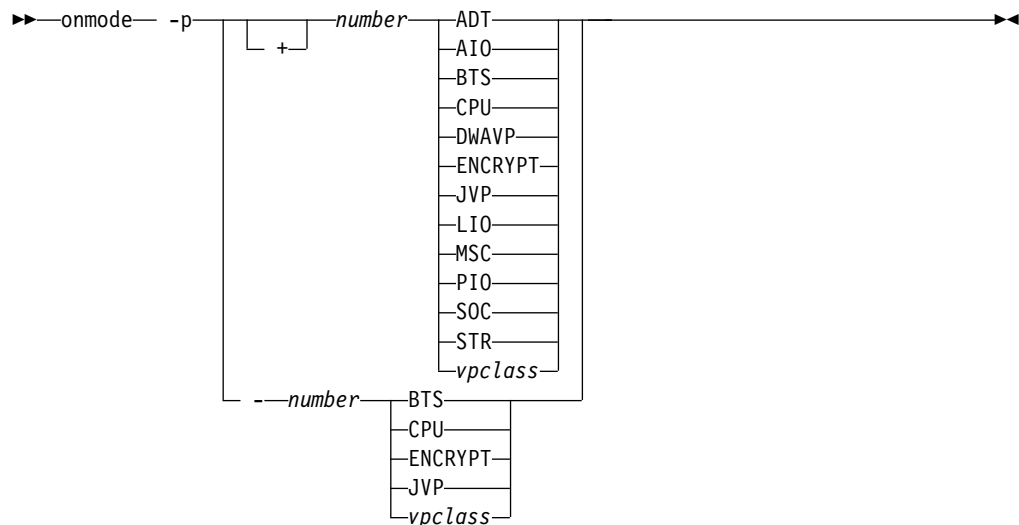 onmode -p + number ADT
AIO
BTS
CPU
DWAVP
ENCRYPT
JVP
LIO
MSC
PIO
SOC
STR
vpclass
- number BTS
CPU
ENCRYPT
JVP
vpclass